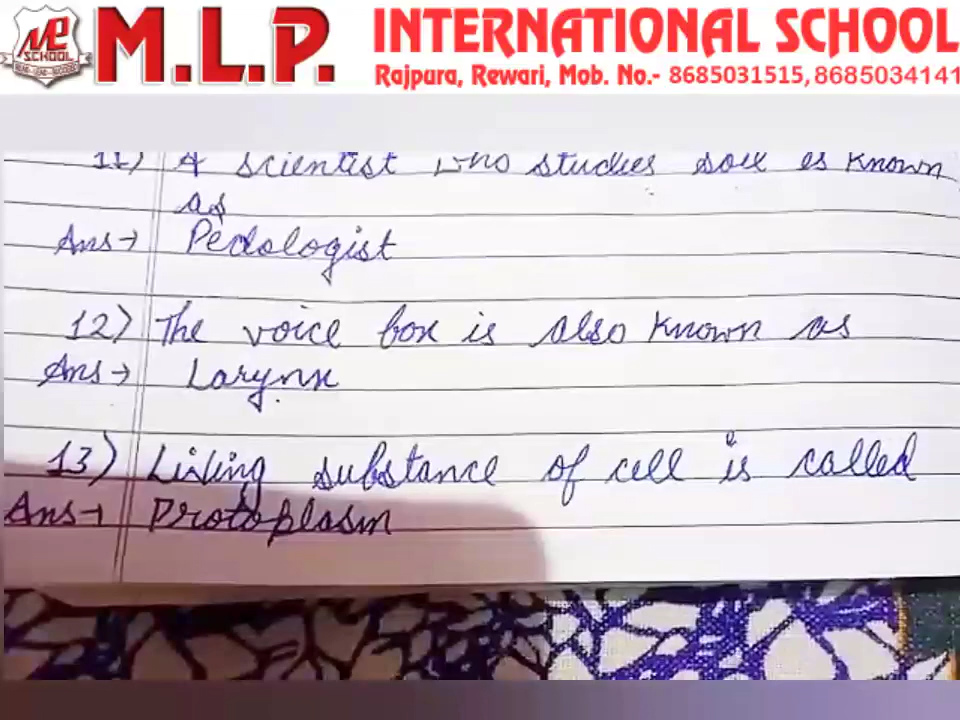 M.L.P. INTERNATIONAL SCHOOL
SCHOOL
Rajpura, Rewari, Mob. No.- 8685031515, 8685034141
11) A scientist who studies soil is known
as
Ans→ Pedologist
12) The voice box is also known as
Ans→ Larynx
13) Living substance of cell is called
Ans→ Protoplasm